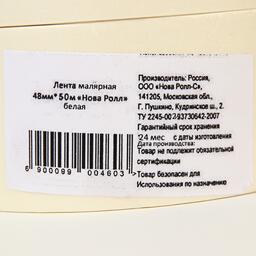 Лента малярная
48мм* 50м «Нова Ролл»
белая
6 900099 004603
Производитель: Россия,
ООО «Нова Ролл-С»,
141205, Московская обл.,
Г. Пушкино, Кудринское ш., 2
ТУ 2245-002-93730642-2007
Гарантийный срок хранения
24 мес с даты изготовления
Дата производства:
Товар не подлежит обязательной
сертификации
Товар безопасен для
Использования по назначению